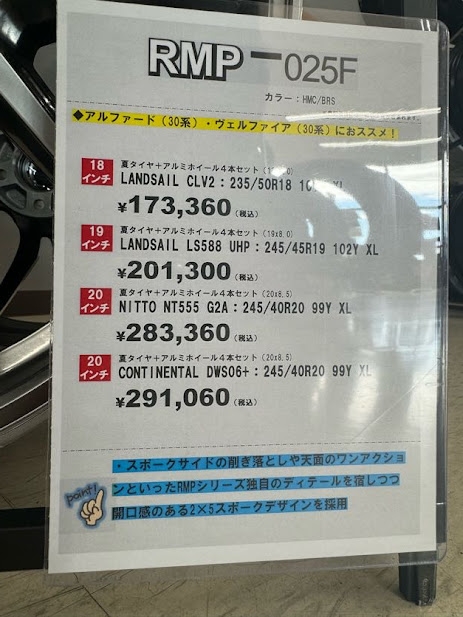 RMP-025F
カラー：HMC/BRS
◆アルファード（30系）・ヴェルファイア（30系）におススメ！
18インチ
夏タイヤ＋アルミホイール４本セット
LANDSAIL CLV2：235/50R18 XL
¥173,360（税込）
19インチ
夏タイヤ＋アルミホイール４本セット（19x8.0）
LANDSAIL LS588 UHP：245/45R19 102Y XL
¥201,300（税込）
20インチ
夏タイヤ＋アルミホイール４本セット（20x8.5）
NITTO NT555 G2A：245/40R20 99Y XL
¥283,360（税込）
20インチ
夏タイヤ＋アルミホイール４本セット（20x8.5）
CONTINENTAL DWS06+：245/40R20 99Y XL
¥291,060（税込）
point!
・スポークサイドの削ぎ落としや天面のワンアクショ
ンといったRMPシリーズ独自のディテールを宿しつつ
開口感のある2×5スポークデザインを採用